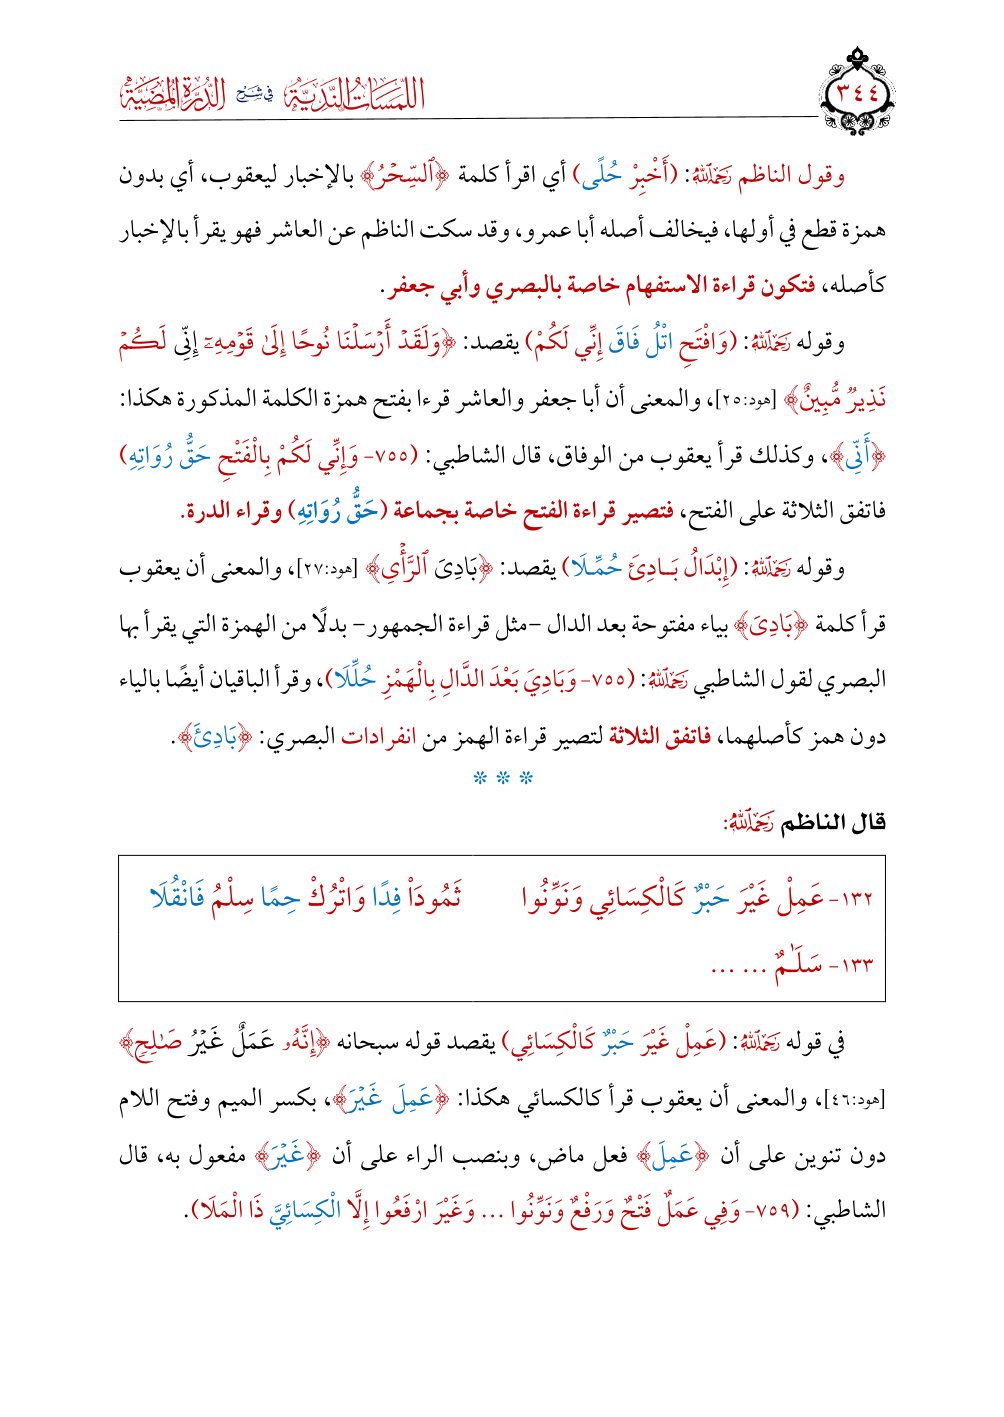 ٣٤٤
اللمسات الندية في شرح الدرة المضية
وقول الناظم رَحِمَهُ اللَّهُ: (أَخْبِرْ حُلًى) أي اقرأ كلمة ﴿ٱلسِّحْرُ﴾ بالإخبار ليعقوب، أي بدون
همزة قطع في أولها، فيخالف أصله أبا عمرو، وقد سكت الناظم عن العاشر فهو يقرأ بالإخبار
كأصله، فتكون قراءة الاستفهام خاصة بالبصري وأبي جعفر.
وقوله رَحِمَهُ اللَّهُ: (وَافْتَحِ اتْلُ فَاقَ إِنِّي لَكُمْ) يقصد: ﴿وَلَقَدْ أَرْسَلْنَا نُوحًا إِلَىٰ قَوْمِهِۦٓ إِنِّي لَكُمْ
نَذِيرٌ مُّبِينٌ﴾ [هود:٢٥]، والمعنى أن أبا جعفر والعاشر قرءا بفتح همزة الكلمة المذكورة هكذا:
﴿أَنِّي﴾، وكذلك قرأ يعقوب من الوفاق، قال الشاطبي: (٧٥٥- وَإِنِّي لَكُمْ بِالْفَتْحِ حَقُّ رُوَاتِهِ)
فاتفق الثلاثة على الفتح، فتصير قراءة الفتح خاصة بجماعة (حَقُّ رُوَاتِهِ) وقراء الدرة.
وقوله رَحِمَهُ اللَّهُ: (إِبْدَالُ بَـادِئَ حُمِّـلَا) يقصد: ﴿بَادِيَ ٱلرَّأْيِ﴾ [هود:٢٧]، والمعنى أن يعقوب
قرأ كلمة ﴿بَادِيَ﴾ بياء مفتوحة بعد الدال -مثل قراءة الجمهور- بدلًا من الهمزة التي يقرأ بها
البصري لقول الشاطبي رَحِمَهُ اللَّهُ: (٧٥٥- وَبَادِيَ بَعْدَ الدَّالِ بِالْهَمْزِ حُلِّلَا)، وقرأ الباقيان أيضًا بالياء
دون همز كأصلهما، فاتفق الثلاثة لتصير قراءة الهمز من انفرادات البصري: ﴿بَادِئَ﴾.
* * *
قال الناظم رَحِمَهُ اللَّهُ:
١٣٢- عَمِلْ غَيْرَ حَبْرٌ كَالْكِسَائِي وَنَوِّنُوا ثَمُودَاْ فِدًا وَاتْرُكْ حِمًا سِلْمُ فَانْقُلَا
١٣٣- سَلَـٰمٌ ... ...
في قوله رَحِمَهُ اللَّهُ: (عَمِلْ غَيْرَ حَبْرٌ كَالْكِسَائِي) يقصد قوله سبحانه ﴿إِنَّهُۥ عَمَلٌ غَيْرُ صَـٰلِحٍ﴾
[هود:٤٦]، والمعنى أن يعقوب قرأ كالكسائي هكذا: ﴿عَمِلَ غَيْرَ﴾، بكسر الميم وفتح اللام
دون تنوين على أن ﴿عَمِلَ﴾ فعل ماض، وبنصب الراء على أن ﴿غَيْرَ﴾ مفعول به، قال
الشاطبي: (٧٥٩- وَفِي عَمَلٌ فَتْحٌ وَرَفْعٌ وَنَوِّنُوا ... وَغَيْرَ ارْفَعُوا إِلَّا الْكِسَائِيَّ ذَا الْمَلَا).